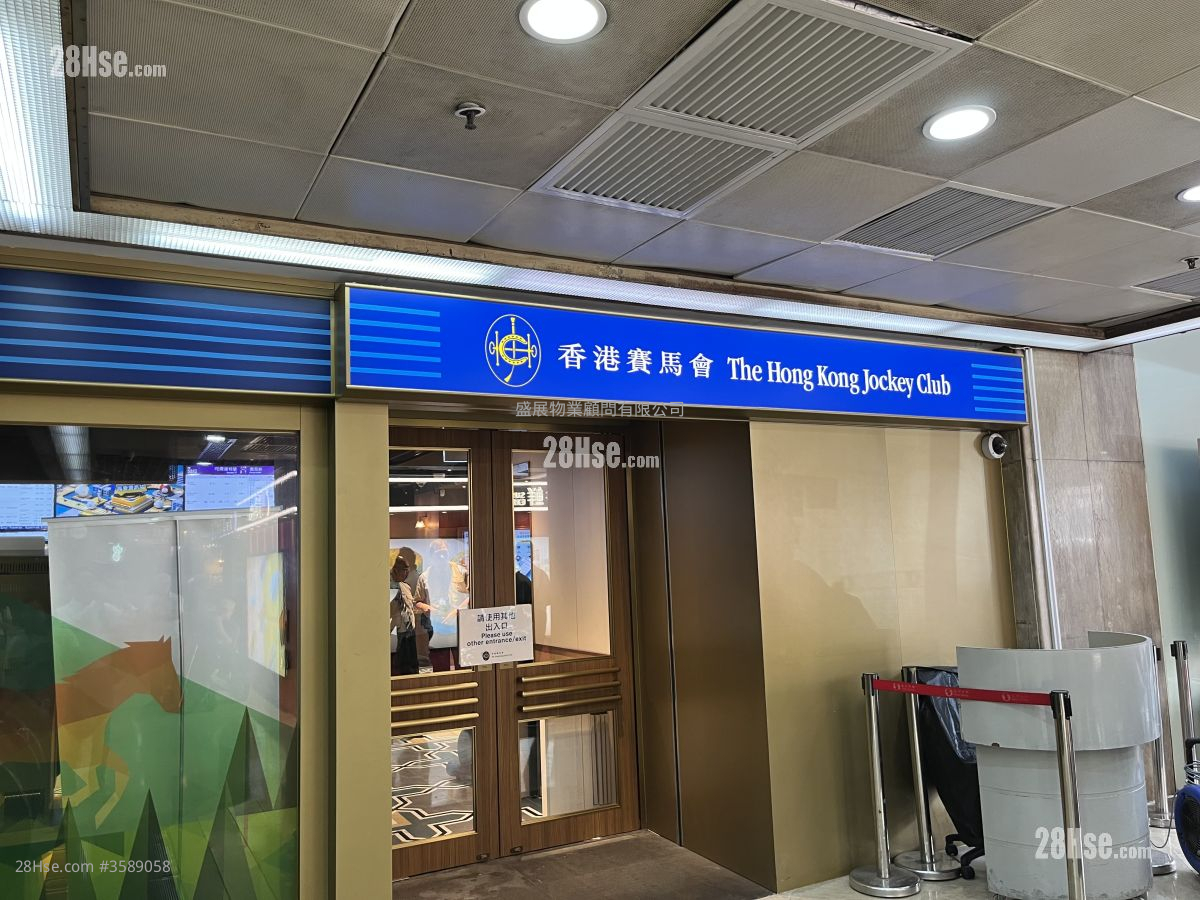 28Hse.com
香港賽馬會 The Hong Kong Jockey Club
盛展物業顧問有限公司
28Hse.com
請使用其他
出入口
Please use
other entrance/exit
28Hse.com
28Hse.com #3589058